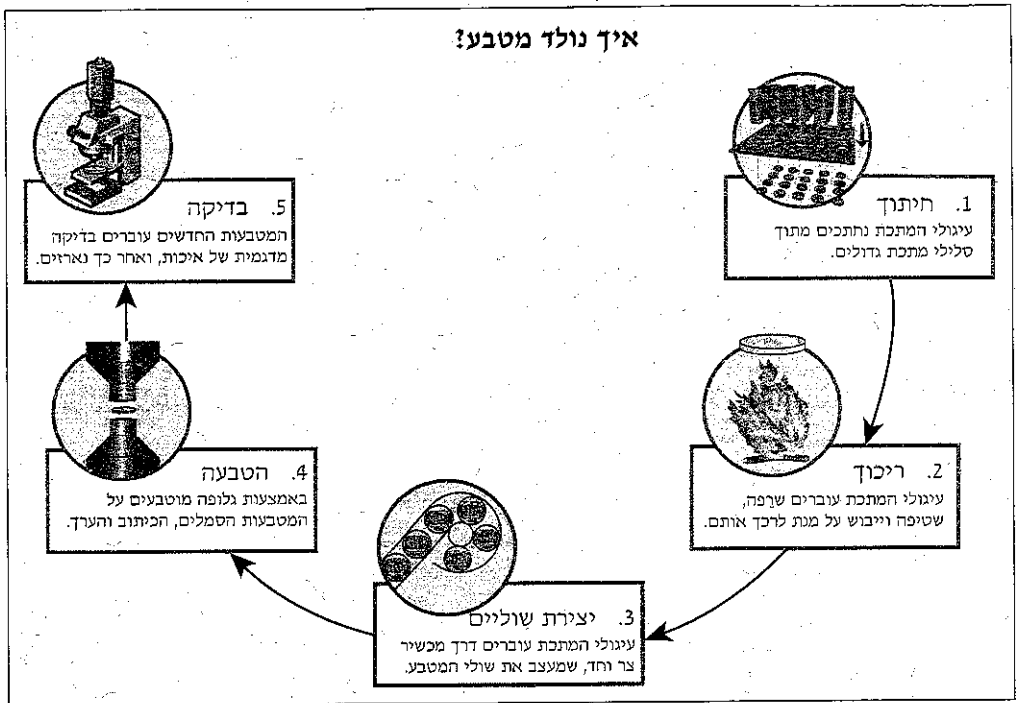 איך נולד מטבע?
1. חיתוך
עיגולי המתכת נחתכים מתוך
סלילי מתכת גדולים.
2. ריכוך
עיגולי המתכת עוברים שרֵפה,
שטיפה וייבוש על מנת לרכך אותם.
3. יצירת שוליים
עיגולי המתכת עוברים דרך מכשיר
צר וחד, שמעצב את שולי המטבע.
4. הטבעה
באמצעות גלופה מוטבעים על
המטבעות הסמלים, הכיתוב והערך.
5. בדיקה
המטבעות החדשים עוברים בדיקה
מדגמית של איכות, ואחר כך נארזים.